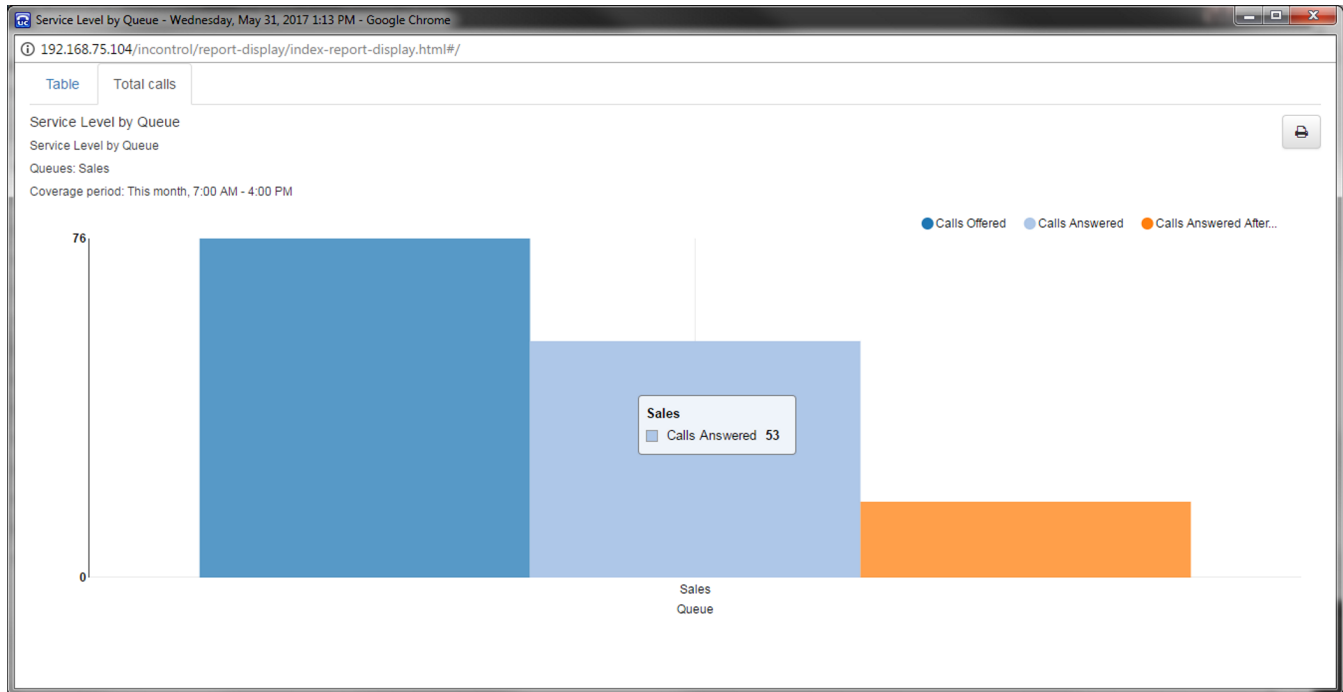 Service Level by Queue - Wednesday, May 31, 2017 1:13 PM - Google Chrome
192.168.75.104/incontrol/report-display/index-report-display.html#/
Table Total calls
Service Level by Queue
Service Level by Queue
Queues: Sales
Coverage period: This month, 7:00 AM - 4:00 PM
Calls Offered Calls Answered Calls Answered After...
76
Sales
Calls Answered 53
0
Sales
Queue